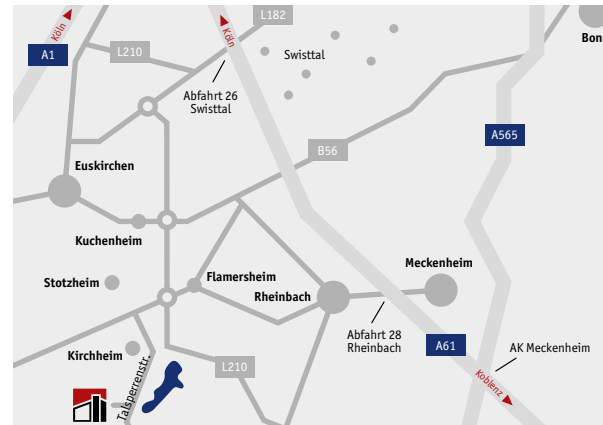 L182
Köln
Köln
Bon
A1
L210
Swisttal
Abfahrt 26
Swisttal
A565
B56
Euskirchen
Kuchenheim
Meckenheim
Stotzheim
Flamersheim
Rheinbach
Abfahrt 28
Rheinbach
A61
AK Meckenheim
Kirchheim
L210
Koblenz
Talsperrenstr.